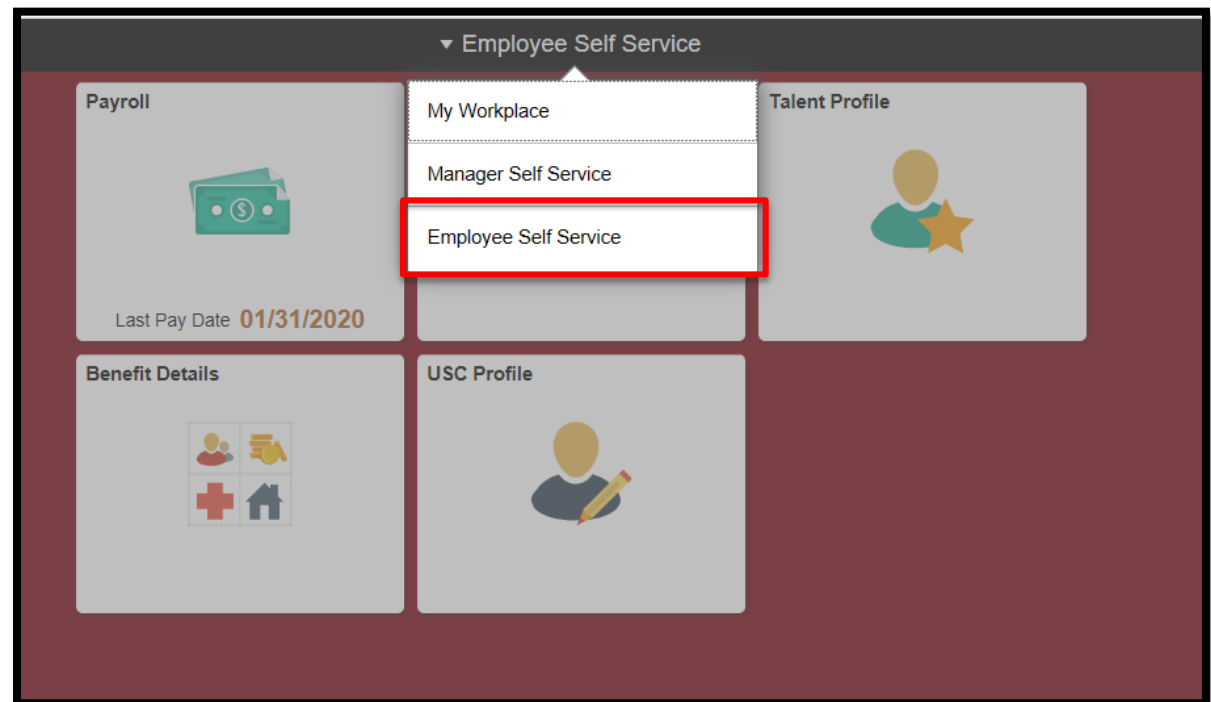 Employee Self Service
Payroll
My Workplace
Manager Self Service
Employee Self Service
Talent Profile
$
Last Pay Date 01/31/2020
Benefit Details
USC Profile